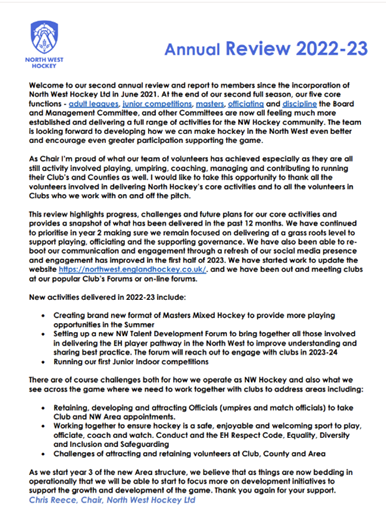 NORTH WEST
HOCKEY
Annual Review 2022-23
Welcome to our second annual review and report to members since the incorporation of
North West Hockey Ltd in June 2021. At the end of our second full season, our five core
functions - adult leagues, junior competitions, masters, officiating and discipline the Board
and Management Committee, and other Committees are now all feeling much more
established and delivering a full range of activities for the NW Hockey community. The team
is looking forward to developing how we can make hockey in the North West even better
and encourage even greater participation supporting the game.
As Chair I'm proud of what our team of volunteers has achieved especially as they are all
still activity involved playing, umpiring, coaching, managing and contributing to running
their Club's and Counties as well. I would like to take this opportunity to thank all the
volunteers involved in delivering North Hockey's core activities and to all the volunteers in
Clubs who we work with on and off the pitch.
This review highlights progress, challenges and future plans for our core activities and
provides a snapshot of what has been delivered in the past 12 months. We have continued
to prioritise in year 2 making sure we remain focused on delivering at a grass roots level to
support playing, officiating and the supporting governance. We have also been able to re-
boot our communication and engagement through a refresh of our social media presence
and engagement has improved in the first half of 2023. We have started work to update the
website https://northwest.englandhockey.co.uk/. and we have been out and meeting clubs
at our popular Club's Forums or on-line forums.
New activities delivered in 2022-23 include:
• Creating brand new format of Masters Mixed Hockey to provide more playing
opportunities in the Summer
• Setting up a new NW Talent Development Forum to bring together all those involved
in delivering the EH player pathway in the North West to improve understanding and
sharing best practice. The forum will reach out to engage with clubs in 2023-24
• Running our first Junior Indoor competitions
There are of course challenges both for how we operate as NW Hockey and also what we
see across the game where we need to work together with clubs to address areas including:
• Retaining, developing and attracting Officials (umpires and match officials) to take
Club and NW Area appointments.
• Working together to ensure hockey is a safe, enjoyable and welcoming sport to play,
officiate, coach and watch. Conduct and the EH Respect Code, Equality, Diversity
and Inclusion and Safeguarding
• Challenges of attracting and retaining volunteers at Club, County and Area
As we start year 3 of the new Area structure, we believe that as things are now bedding in
operationally that we will be able to start to focus more on development initiatives to
support the growth and development of the game. Thank you again for your support.
Chris Reece, Chair, North West Hockey Ltd